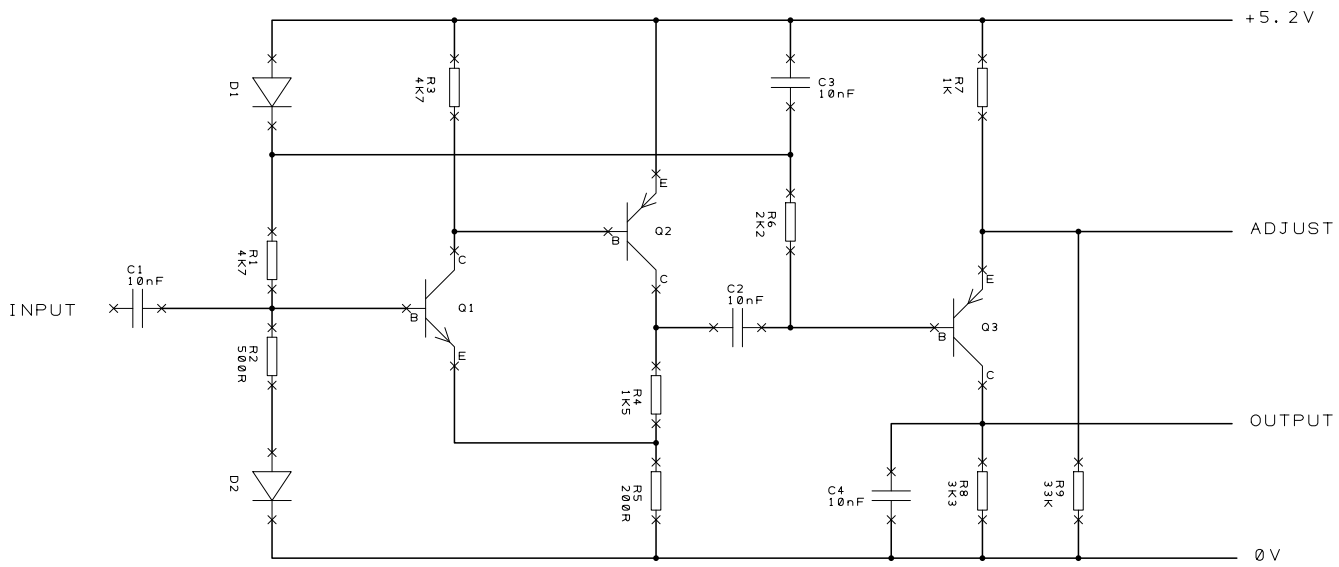 +5.2V
D1
R3
4K7
C3
10nF
R7
1K
E
B
Q2
C
R6
2K2
ADJUST
R1
4K7
C1
10nF
INPUT
C
B
Q1
E
C2
10nF
E
B
Q3
C
R2
500R
R4
1K5
OUTPUT
D2
R5
200R
C4
10nF
R8
3K3
R9
33K
0V